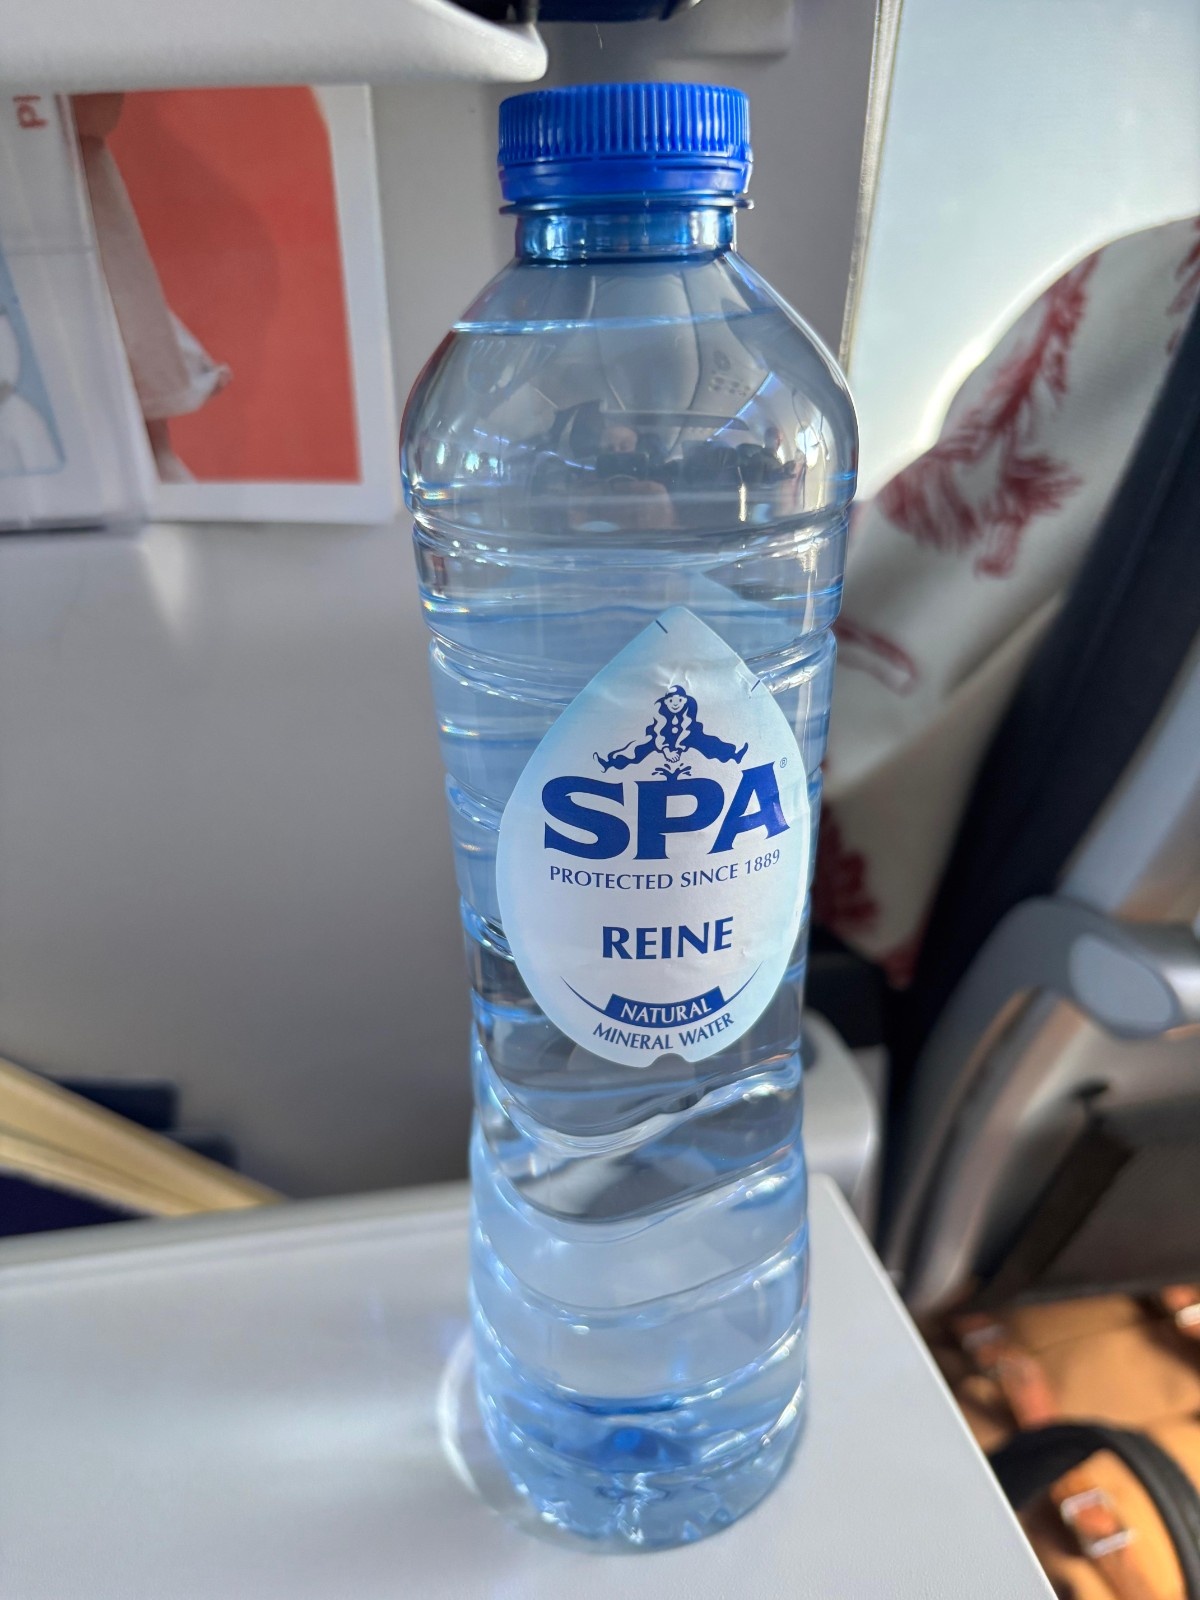 SPA®
PROTECTED SINCE 1889
REINE
NATURAL
MINERAL WATER